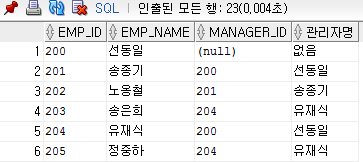 SQL | 인출된 모든 행: 23(0,004초)
EMP_ID EMP_NAME MANAGER_ID 관리자명
1 200 선동일 (null) 없음
2 201 송종기 200 선동일
3 202 노옹철 201 송종기
4 203 송은희 204 유재식
5 204 유재식 200 선동일
6 205 정중하 204 유재식